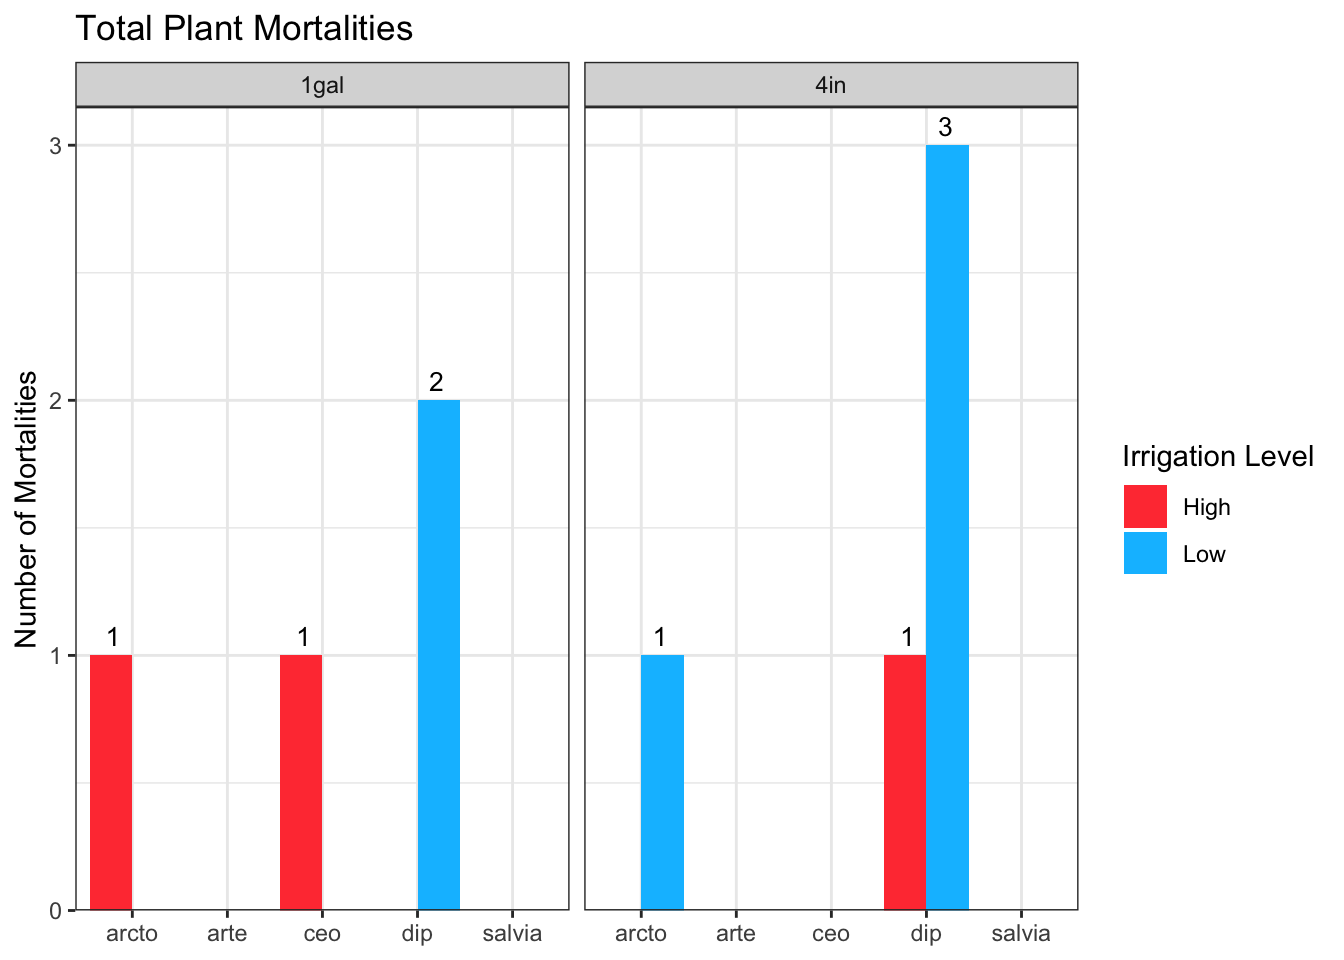 Total Plant Mortalities
1gal
4in
Number of Mortalities
3
2
1
0
1
1
2
1
1
3
arcto arte ceo dip salvia
arcto arte ceo dip salvia
Irrigation Level
High
Low